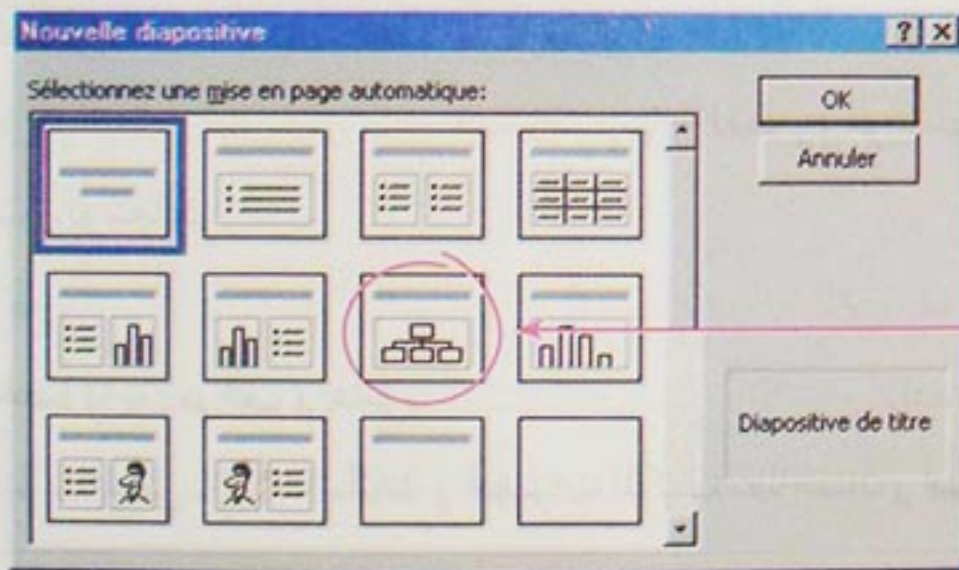 Nouvelle diapositive
Sélectionnez une mise en page automatique:
OK
Annuler
Diapositive de titre